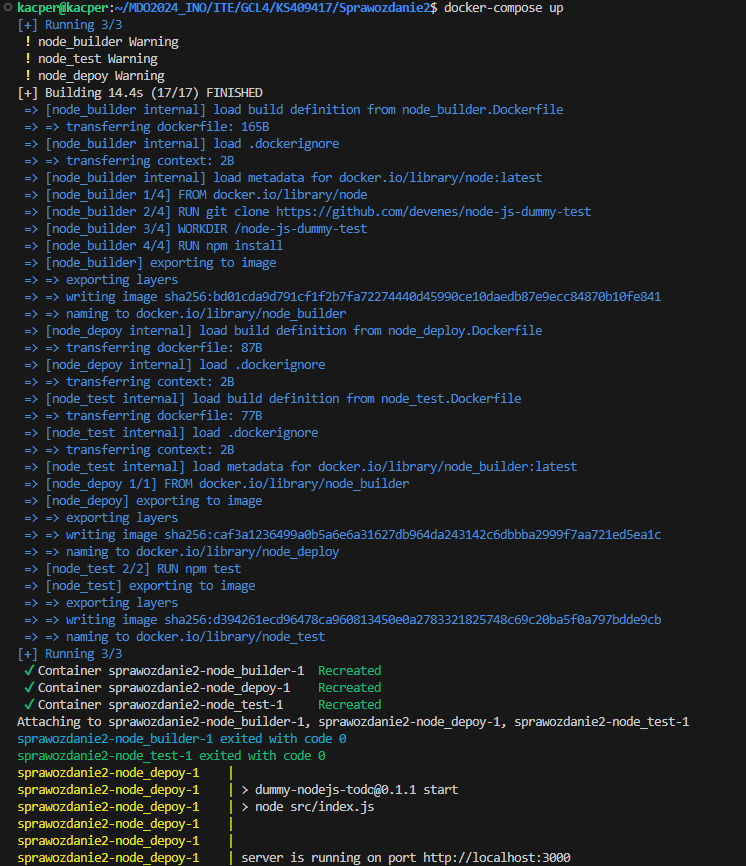 kacper@kacper:~/MDO2024_INO/ITE/GCL4/KS409417/Sprawozdanie2$ docker-compose up
[+] Running 3/3
! node_builder Warning
! node_test Warning
! node_depoy Warning
[+] Building 14.4s (17/17) FINISHED
=> [node_builder internal] load build definition from node_builder.Dockerfile
=> => transferring dockerfile: 165B
=> [node_builder internal] load .dockerignore
=> => transferring context: 2B
=> [node_builder internal] load metadata for docker.io/library/node:latest
=> [node_builder 1/4] FROM docker.io/library/node
=> [node_builder 2/4] RUN git clone https://github.com/devenes/node-js-dummy-test
=> [node_builder 3/4] WORKDIR /node-js-dummy-test
=> [node_builder 4/4] RUN npm install
=> [node_builder] exporting to image
=> => exporting layers
=> => writing image sha256:bd01cda9d791cf1f2b7fa72274440d45990ce10daedb87e9ecc84870b10fe841
=> => naming to docker.io/library/node_builder
=> [node_depoy internal] load build definition from node_deploy.Dockerfile
=> => transferring dockerfile: 87B
=> [node_depoy internal] load .dockerignore
=> => transferring context: 2B
=> [node_test internal] load build definition from node_test.Dockerfile
=> => transferring dockerfile: 77B
=> [node_test internal] load .dockerignore
=> => transferring context: 2B
=> [node_test internal] load metadata for docker.io/library/node_builder:latest
=> [node_depoy 1/1] FROM docker.io/library/node_builder
=> [node_depoy] exporting to image
=> => exporting layers
=> => writing image sha256:caf3a1236499a0b5a6e6a31627db964da243142c6dbbba2999f7aa721ed5ea1c
=> => naming to docker.io/library/node_deploy
=> [node_test 2/2] RUN npm test
=> [node_test] exporting to image
=> => exporting layers
=> => writing image sha256:d394261ecd96478ca960813450e0a2783321825748c69c20ba5f0a797bdde9cb
=> => naming to docker.io/library/node_test
[+] Running 3/3
✓ Container sprawozdanie2-node_builder-1 Recreated
✓ Container sprawozdanie2-node_depoy-1 Recreated
✓ Container sprawozdanie2-node_test-1 Recreated
Attaching to sprawozdanie2-node_builder-1, sprawozdanie2-node_depoy-1, sprawozdanie2-node_test-1
sprawozdanie2-node_builder-1 exited with code 0
sprawozdanie2-node_test-1 exited with code 0
sprawozdanie2-node_depoy-1 |
sprawozdanie2-node_depoy-1 | > dummy-nodejs-todo@0.1.1 start
sprawozdanie2-node_depoy-1 | > node src/index.js
sprawozdanie2-node_depoy-1 |
sprawozdanie2-node_depoy-1 |
sprawozdanie2-node_depoy-1 | server is running on port http://localhost:3000